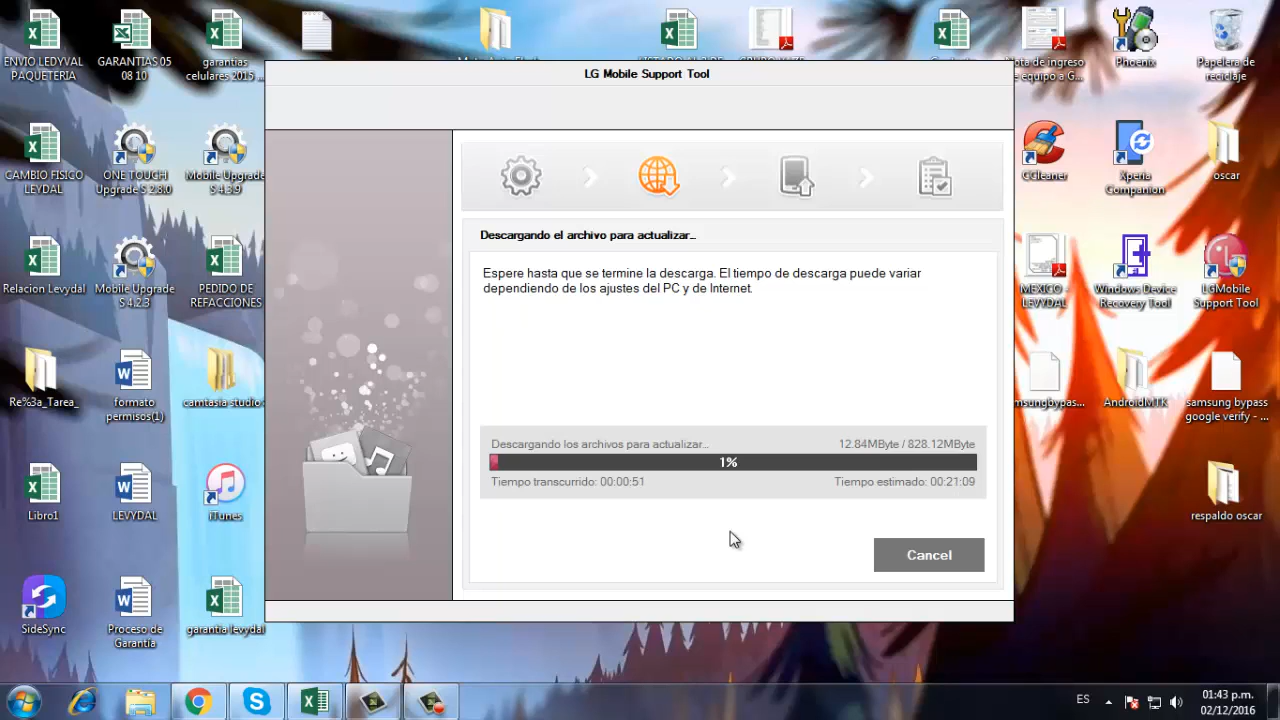 ENVIO LEDYVAL
PAQUETERIA
GARANTIAS 05
08 10
garantias
celulares 2015 ...
Nota de ingreso
Phoenix
Papelera de
reciclaje
LG Mobile Support Tool
CAMBIO FISICO
LEYDAL
ONE TOUCH
Upgrade S 2.8.0
Mobile Upgrade
S 4.3.9
CCleaner
Xperia
Companion
oscar
Descargando el archivo para actualizar...
Espere hasta que se termine la descarga. El tiempo de descarga puede variar
dependiendo de los ajustes del PC y de Internet.
Relacion Levydal
Mobile Upgrade
S 4.2.3
PEDIDO DE
REFACCIONES
MEXICO -
LEVYDAL
Windows Device
Recovery Tool
LGMobile
Support Tool
Re%3a_Tarea_
formato
permisos(1)
camtasia studio
AndroidMTK
samsung bypass
google verify - ...
Descargando los archivos para actualizar...
12.84MByte / 828.12MByte
1%
Tiempo transcurrido: 00:00:51
Tiempo estimado: 00:21:09
Libro1
LEVYDAL
iTunes
respaldo oscar
Cancel
SideSync
Proceso de
Garantia
garantia levydal
ES
01:43 p.m.
02/12/2016